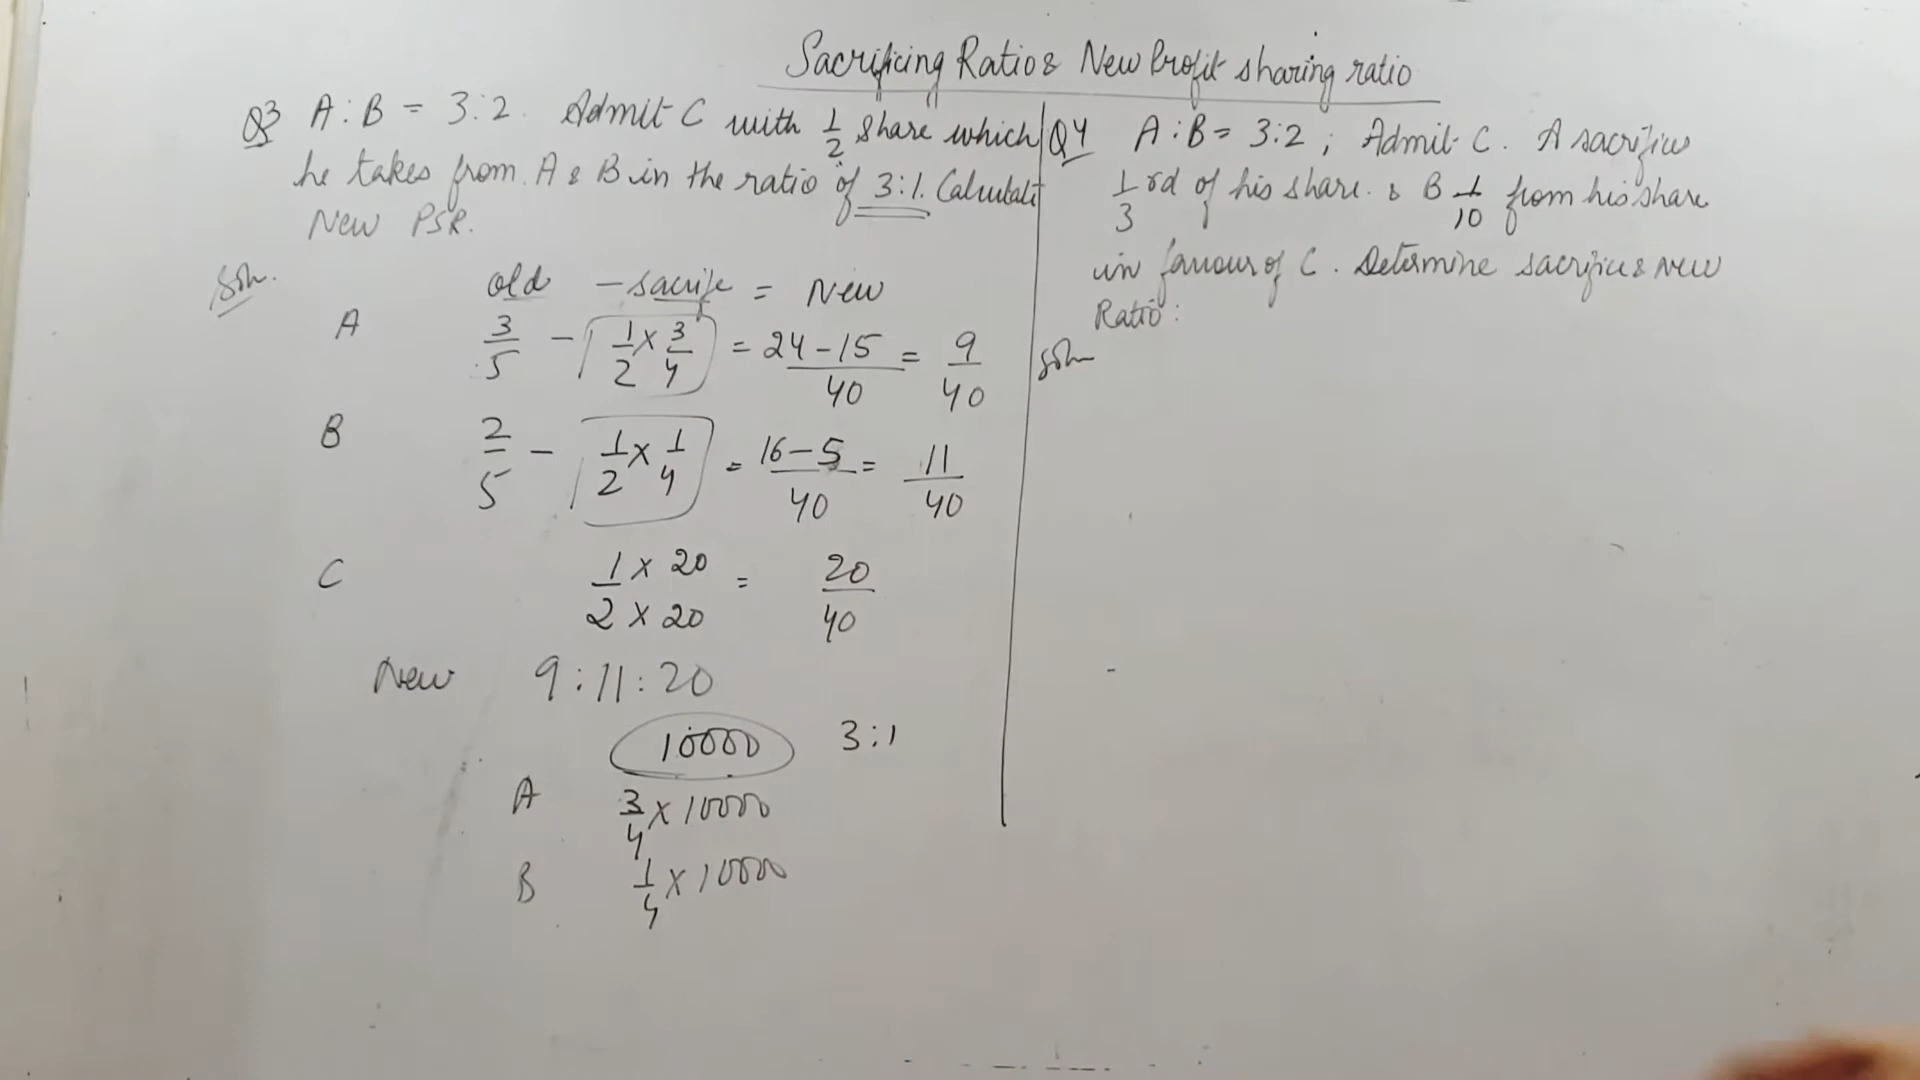 Sacrificing Ratio & New Profit sharing ratio
Q3 A : B = 3:2. Admit C with 1/2 share which
he takes from A & B in the ratio of 3:1. Calculate
New PSR.
Soln.
old - sacrife = New
A 3/5 - 1/2 × 3/4 = 24-15/40 = 9/40
B 2/5 - 1/2 × 1/4 = 16-5/40 = 11/40
C 1 × 20/2 × 20 = 20/40
New 9:11:20
10000 3:1
A 3/4 × 10000
B 1/4 × 10000
Q4 A : B = 3:2 ; Admit C. A sacrifices
1/3 rd of his share & B 1/10 from his share
in favour of C. Determine sacrifice & New
Ratio:
Soln